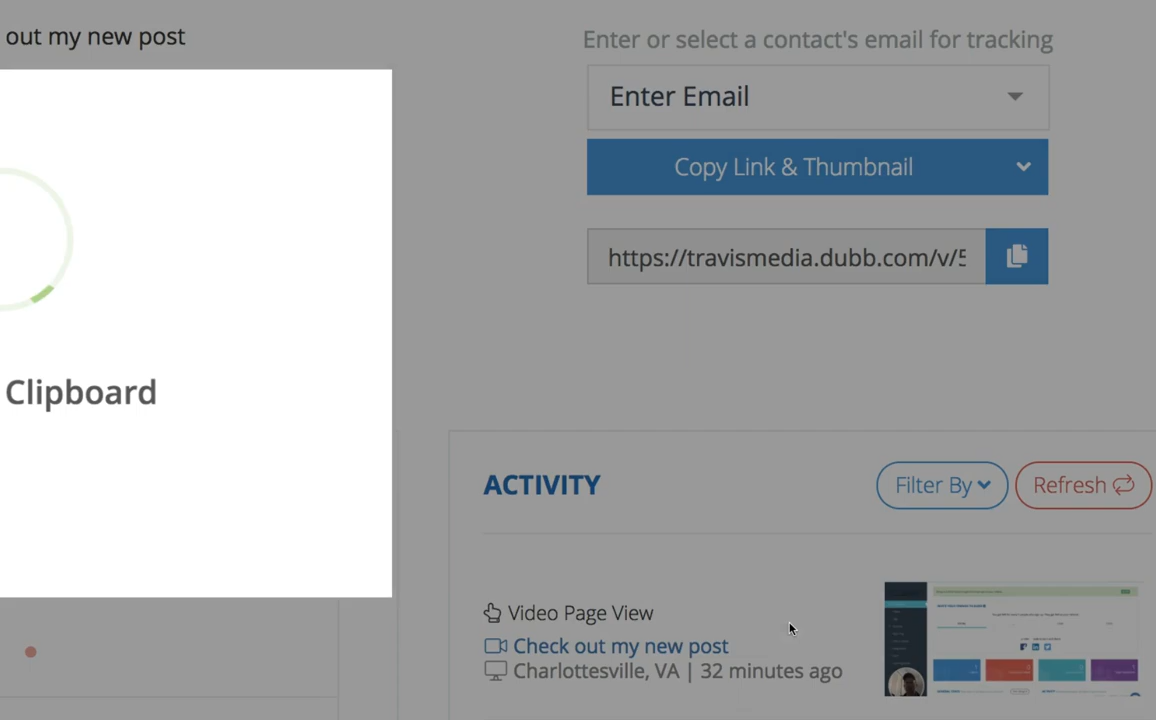 out my new post
Enter or select a contact's email for tracking
Enter Email
Copy Link & Thumbnail
https://travismedia.dubb.com/v/5
Clipboard
ACTIVITY
Filter By
Refresh
Video Page View
Check out my new post
Charlottesville, VA | 32 minutes ago